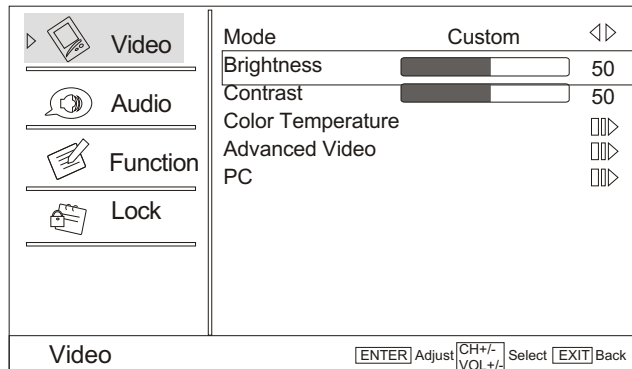 Video
Audio
Function
Lock
Mode Custom
Brightness 50
Contrast 50
Color Temperature
Advanced Video
PC
Video
ENTER Adjust CH+/- VOL+/- Select EXIT Back